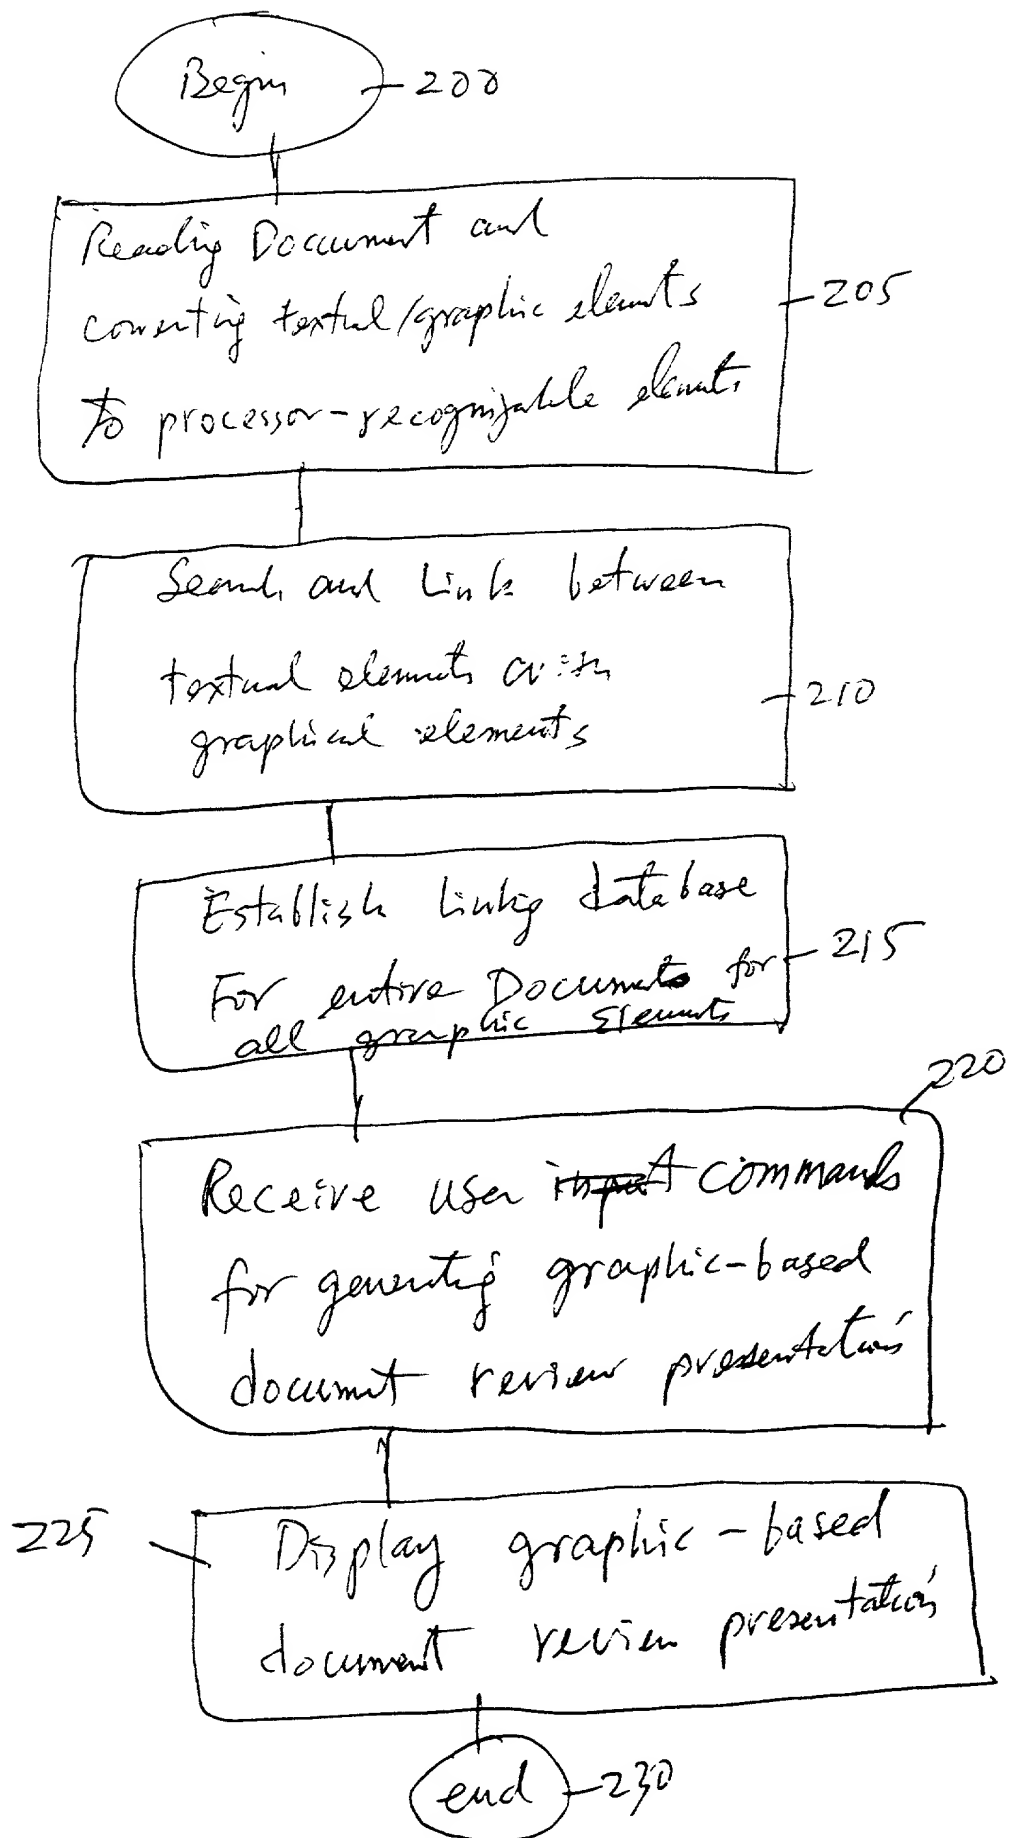 Begin 200
Reading Document and
converting textual/graphic elements 205
to processor-recognizable elements
Search and Link between
textual elements with 210
graphical elements
Establish linking database
For entire Documents for 215
all graphic Elements
220
Receive user input commands
for generating graphic-based
document review presentations
225 Display graphic-based
document review presentations
end 230